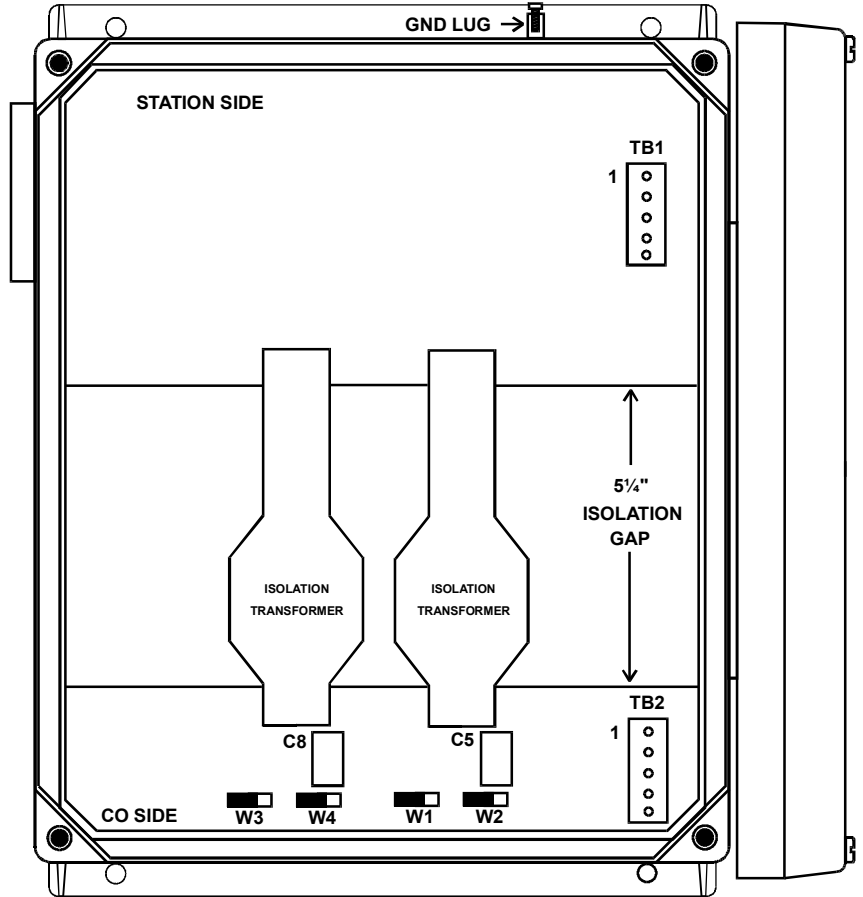 GND LUG
STATION SIDE
TB1
1
5¼"
ISOLATION
GAP
ISOLATION
TRANSFORMER
ISOLATION
TRANSFORMER
TB2
1
C8
C5
CO SIDE
W3
W4
W1
W2